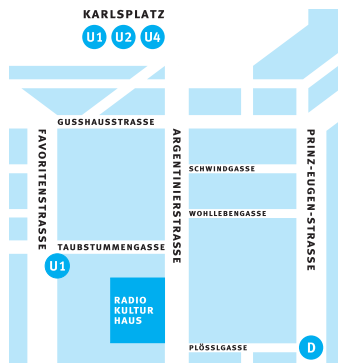 KARLSPLATZ
U1 U2 U4
GUSSHAUSSTRASSE
FAVORITENSTRASSE
ARGENTINIERSTRASSE
PRINZ-EUGEN-STRASSE
SCHWINDGASSE
WOHLLEBENGASSE
TAUBSTUMMENGASSE
U1
RADIO
KULTUR
HAUS
PLÖSSLGASSE
D